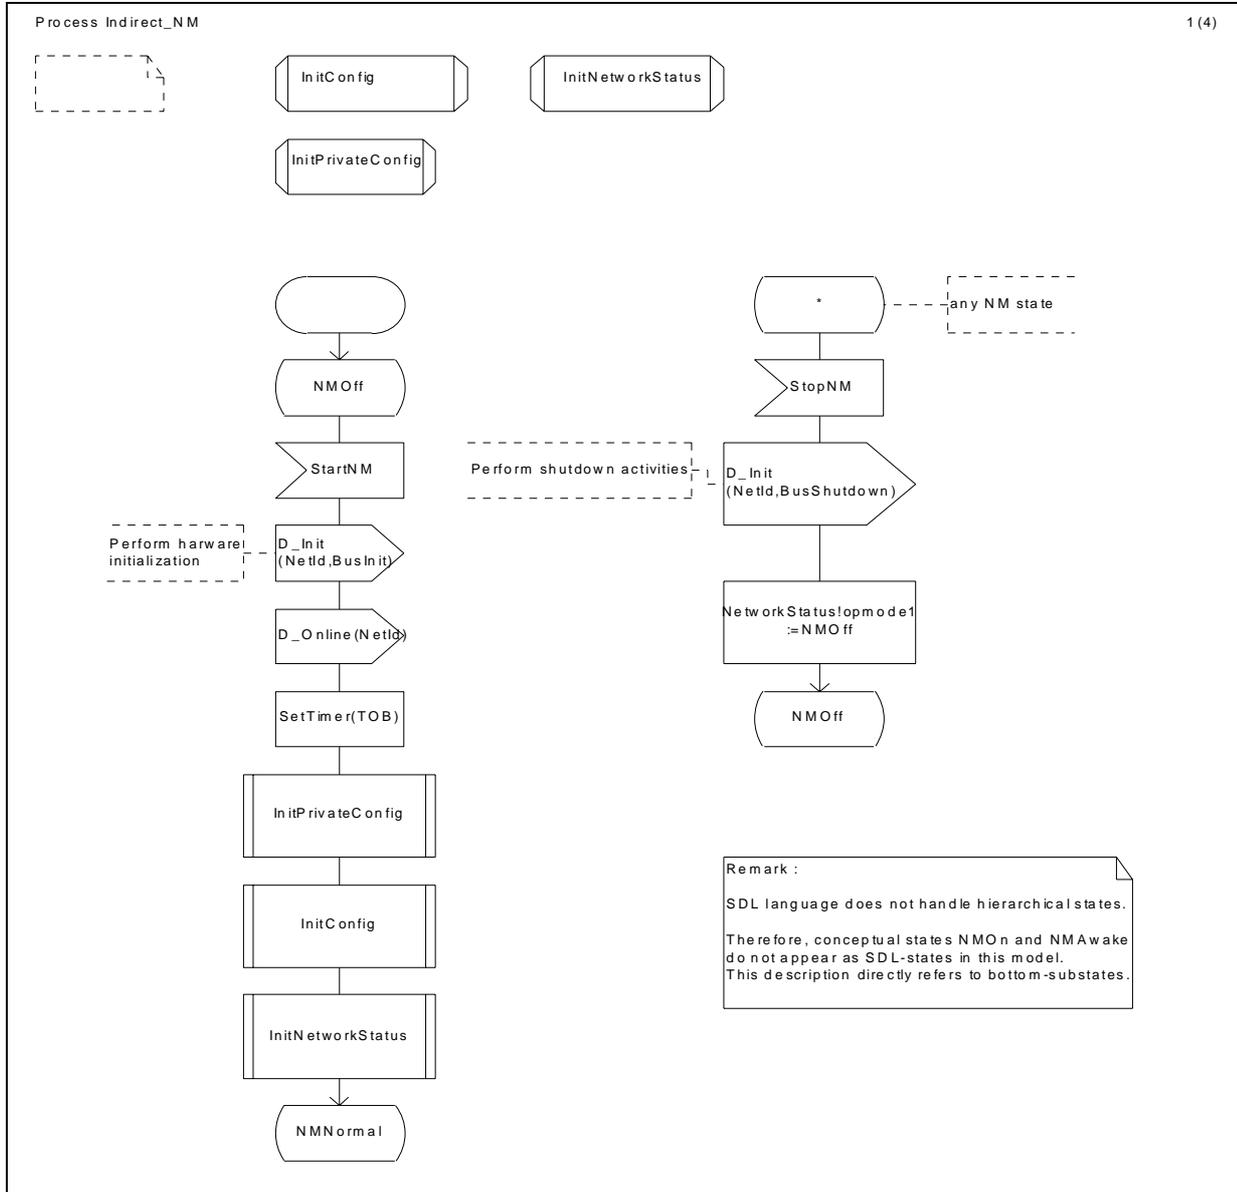 Process Indirect_NM
1(4)
InitConfig
InitNetworkStatus
InitPrivateConfig
NMOff
StartNM
Perform harware
initialization
D_Init
(NetId,BusInit)
D_Online(NetId)
SetTimer(TOB)
InitPrivateConfig
InitConfig
InitNetworkStatus
NMNormal
*
any NM state
StopNM
Perform shutdown activities
D_Init
(NetId,BusShutdown)
NetworkStatus!opmode1
:=NMOff
NMOff
Remark :
SDL language does not handle hierarchical states.
Therefore, conceptual states NMOn and NMAwake
do not appear as SDL-states in this model.
This description directly refers to bottom-substates.